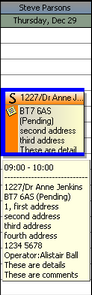 Steve Parsons
Thursday, Dec 29
S 1227/Dr Anne J...
BT7 6AS
(Pending)
second address
third address
These are detail
09:00 - 10:00
--------------------
1227/Dr Anne Jenkins
BT7 6AS (Pending)
1, first address
second address
third address
fourth address
1234 5678
Operator:Alistair Ball
These are details
These are comments